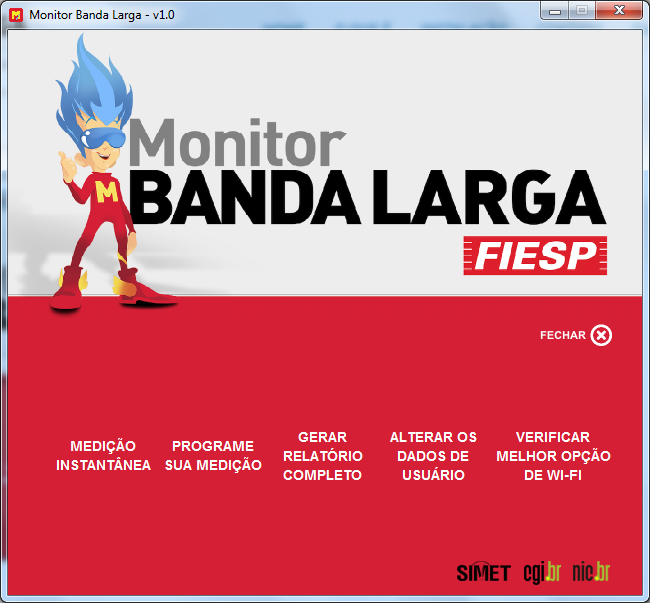 Monitor Banda Larga - v1.0
Monitor
BANDA LARGA
M
FIESP
FECHAR
MEDIÇÃO
INSTANTÂNEA
PROGRAME
SUA MEDIÇÃO
GERAR
RELATÓRIO
COMPLETO
ALTERAR OS
DADOS DE
USUÁRIO
VERIFICAR
MELHOR OPÇÃO
DE WI-FI
SIMET cgi.br nic.br